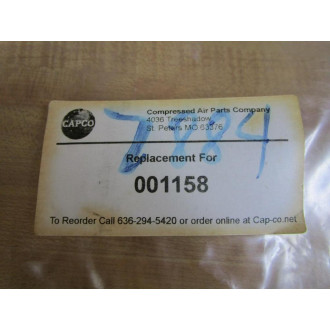 CAPCO
Compressed Air Parts Company
4036 Treeshadow
St. Peters MO 63376
7884
Replacement For
001158
To Reorder Call 636-294-5420 or order online at Cap-co.net